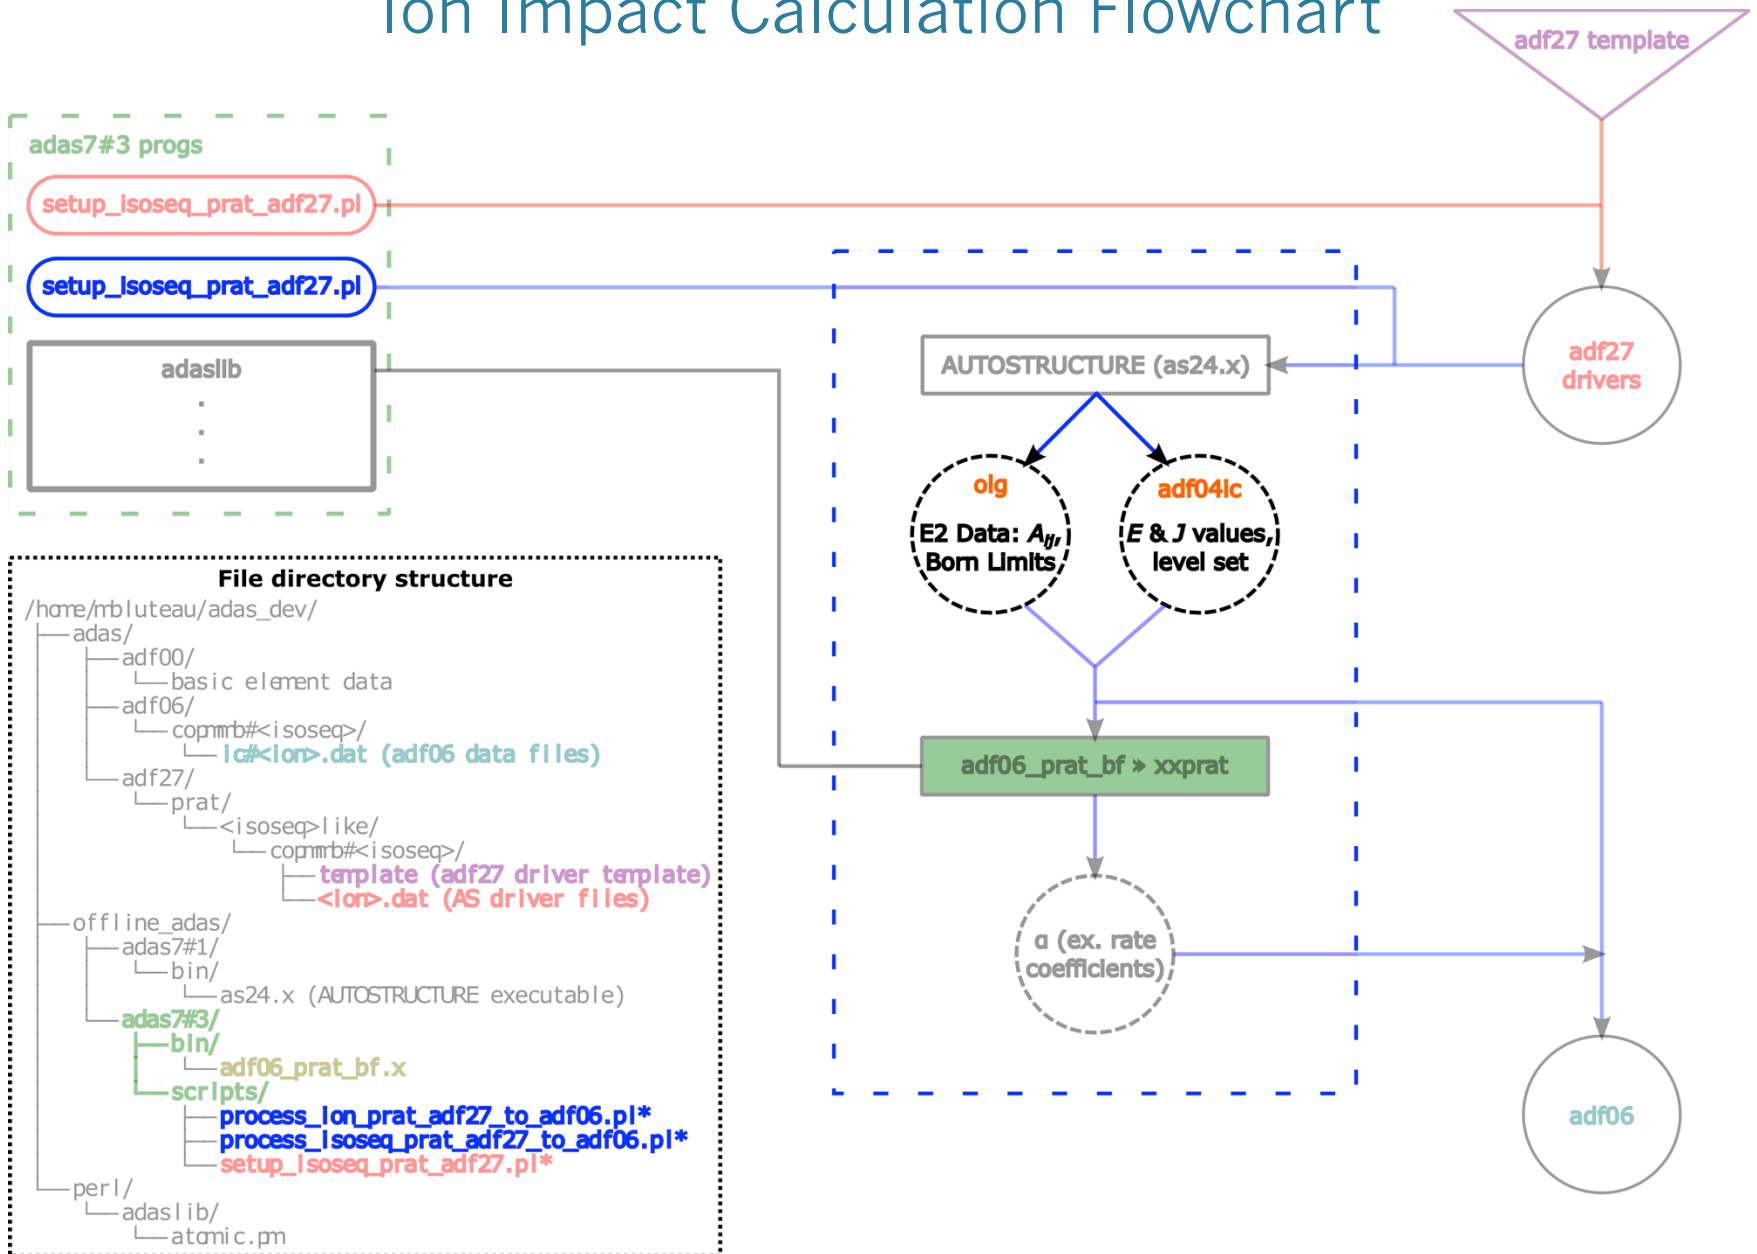 Ion Impact Calculation Flowchart
adf27 template
adas7#3 progs
setup_isoseq_prat_adf27.pl
setup_isoseq_prat_adf27.pl
adaslib
.
.
.
AUTOSTRUCTURE (as24.x)
adf27
drivers
olg
E2 Data: Aij,
Born Limits
adf04ic
E & J values,
level set
adf06_prat_bf » xxprat
α (ex. rate
coefficients)
adf06
File directory structure
/home/mbluteau/adas_dev/
adas/
adf00/
basic element data
adf06/
copmmb#<isoseq>/
ic#<ion>.dat (adf06 data files)
adf27/
prat/
<isoseq>like/
copmmb#<isoseq>/
template (adf27 driver template)
<ion>.dat (AS driver files)
offline_adas/
adas7#1/
bin/
as24.x (AUTOSTRUCTURE executable)
adas7#3/
bin/
adf06_prat_bf.x
scripts/
process_ion_prat_adf27_to_adf06.pl*
process_isoseq_prat_adf27_to_adf06.pl*
setup_isoseq_prat_adf27.pl*
perl/
adaslib/
atomic.pm